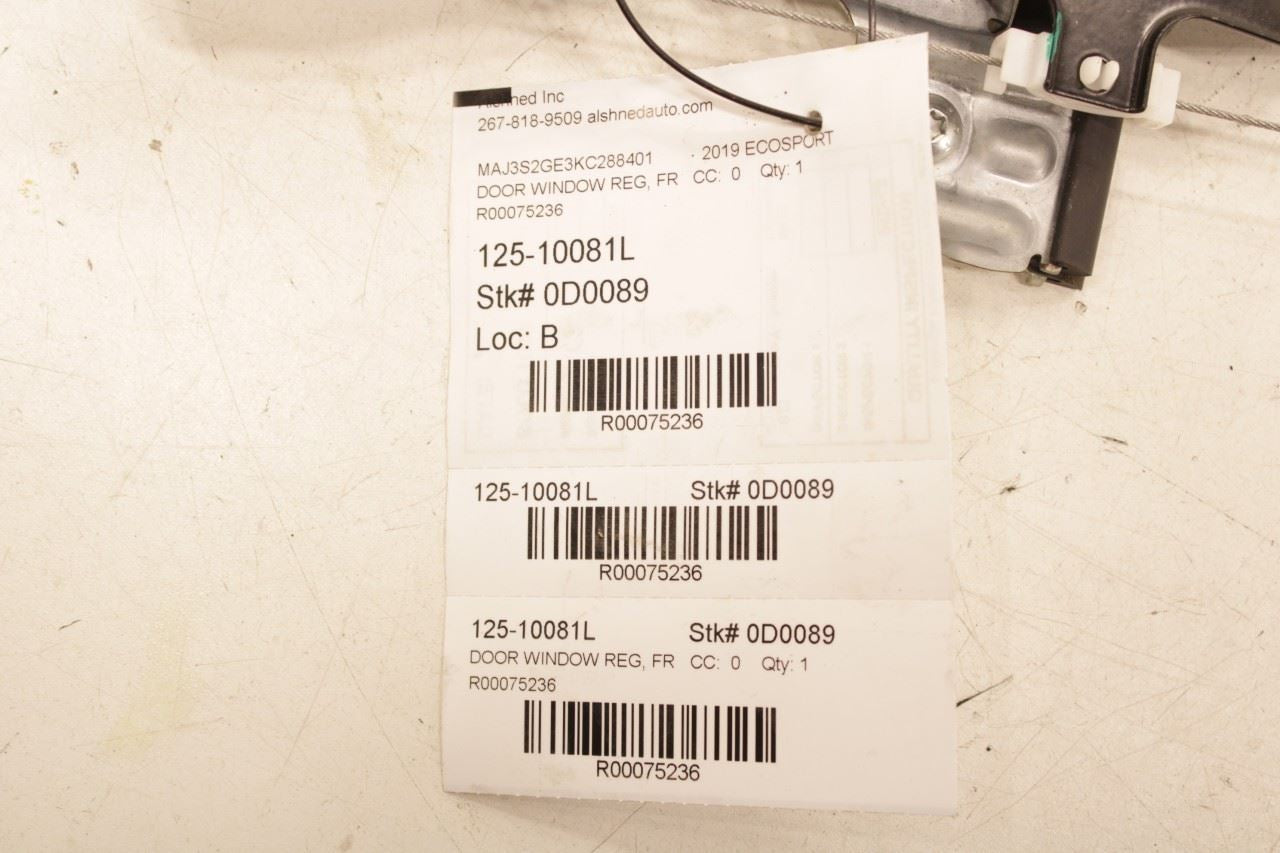 Alshned Inc
267-818-9509 alshnedauto.com
MAJ3S2GE3KC288401 . 2019 ECOSPORT
DOOR WINDOW REG, FR CC: 0 Qty: 1
R00075236
125-10081L
Stk# 0D0089
Loc: B
R00075236
125-10081L Stk# 0D0089
R00075236
125-10081L Stk# 0D0089
DOOR WINDOW REG, FR CC: 0 Qty: 1
R00075236
R00075236